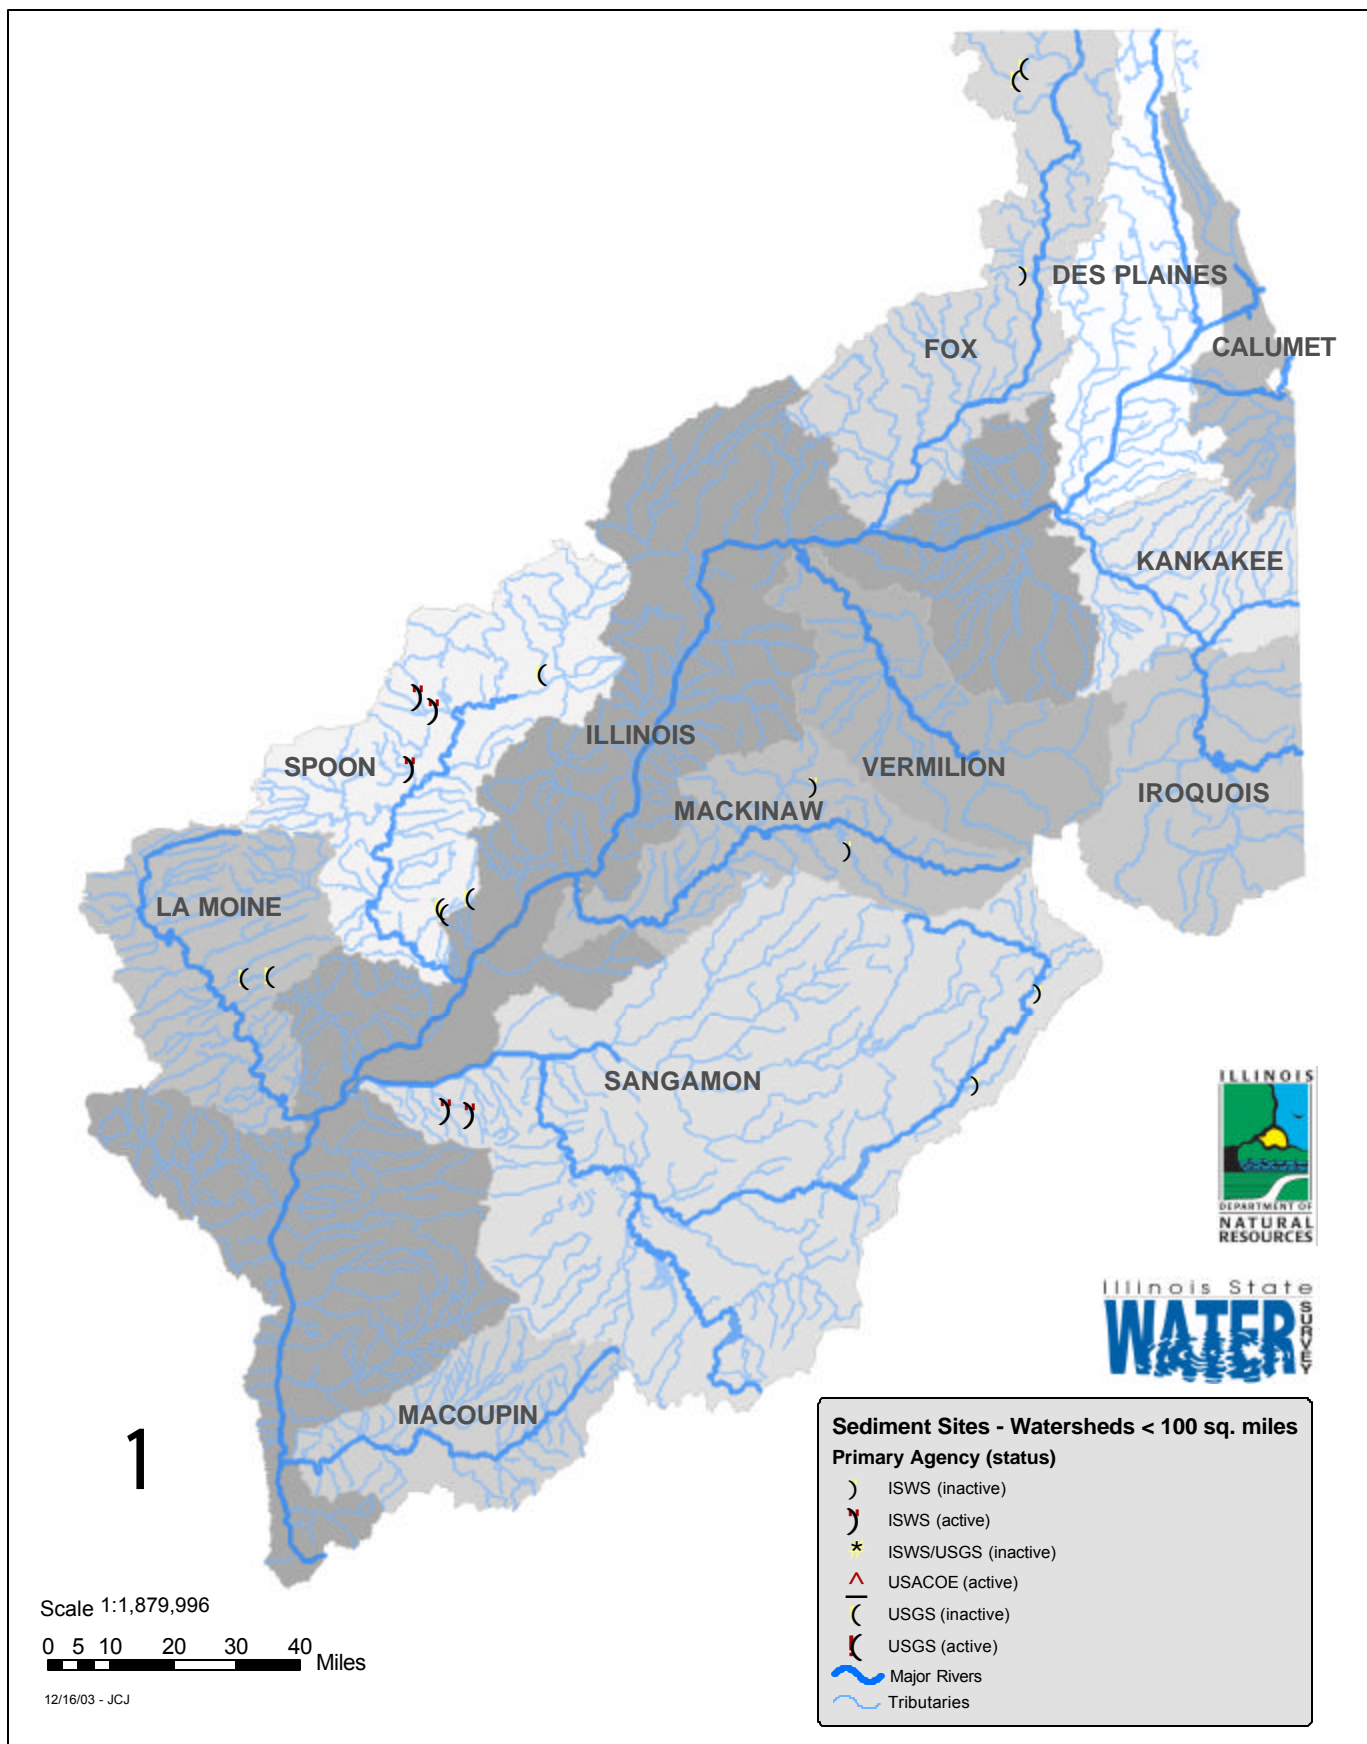 DES PLAINES
FOX
CALUMET
KANKAKEE
ILLINOIS
SPOON
VERMILION
IROQUOIS
MACKINAW
LA MOINE
SANGAMON
MACOUPIN
1
ILLINOIS
DEPARTMENT OF
NATURAL
RESOURCES
Illinois State
WATER
SURVEY
Sediment Sites - Watersheds < 100 sq. miles
Primary Agency (status)
ISWS (inactive)
ISWS (active)
ISWS/USGS (inactive)
USACOE (active)
USGS (inactive)
USGS (active)
Major Rivers
Tributaries
Scale 1:1,879,996
0 5 10 20 30 40
Miles
12/16/03 - JCJ